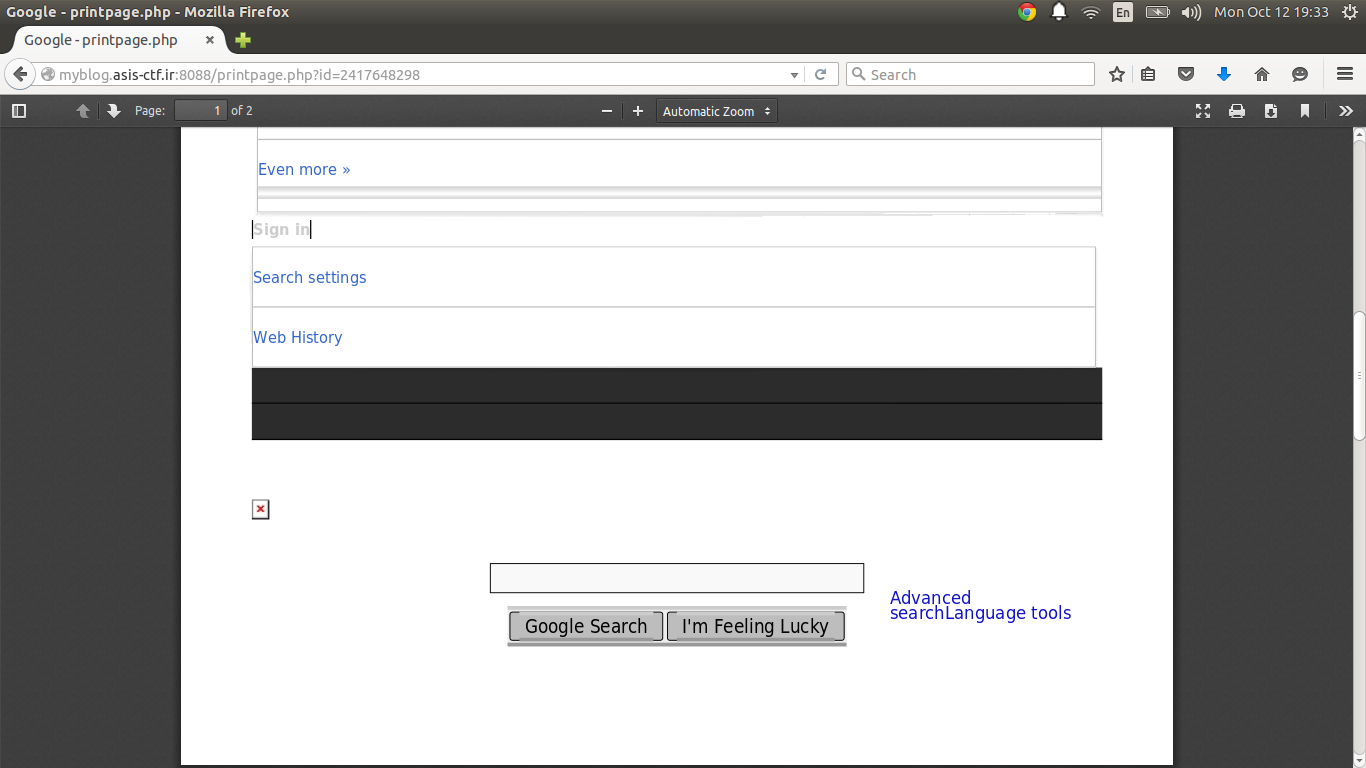 Google - printpage.php - Mozilla Firefox
En
Mon Oct 12 19:33
Google - printpage.php
myblog.asis-ctf.ir:8088/printpage.php?id=2417648298
Search
Page: 1 of 2
Automatic Zoom
Even more »
Sign in
Search settings
Web History
Advanced
searchLanguage tools
Google Search
I'm Feeling Lucky